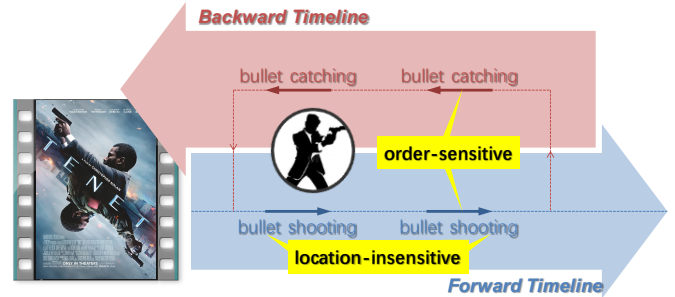 Backward Timeline
bullet catching
bullet catching
order-sensitive
TENET
bullet shooting
bullet shooting
location-insensitive
Forward Timeline